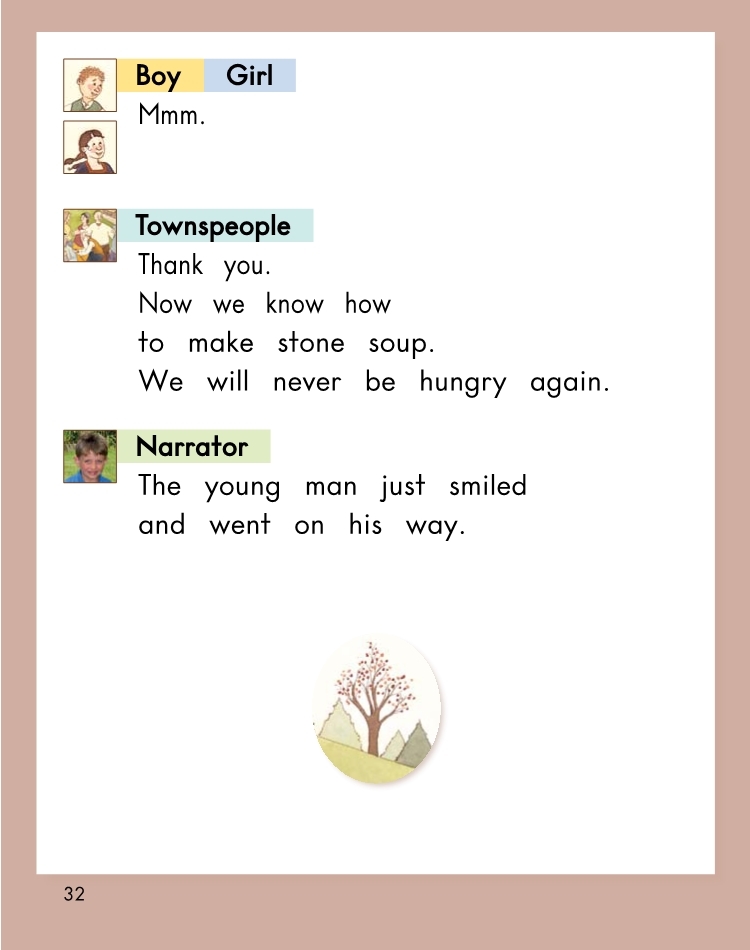 Boy Girl
Mmm.
Townspeople
Thank you.
Now we know how
to make stone soup.
We will never be hungry again.
Narrator
The young man just smiled
and went on his way.
32